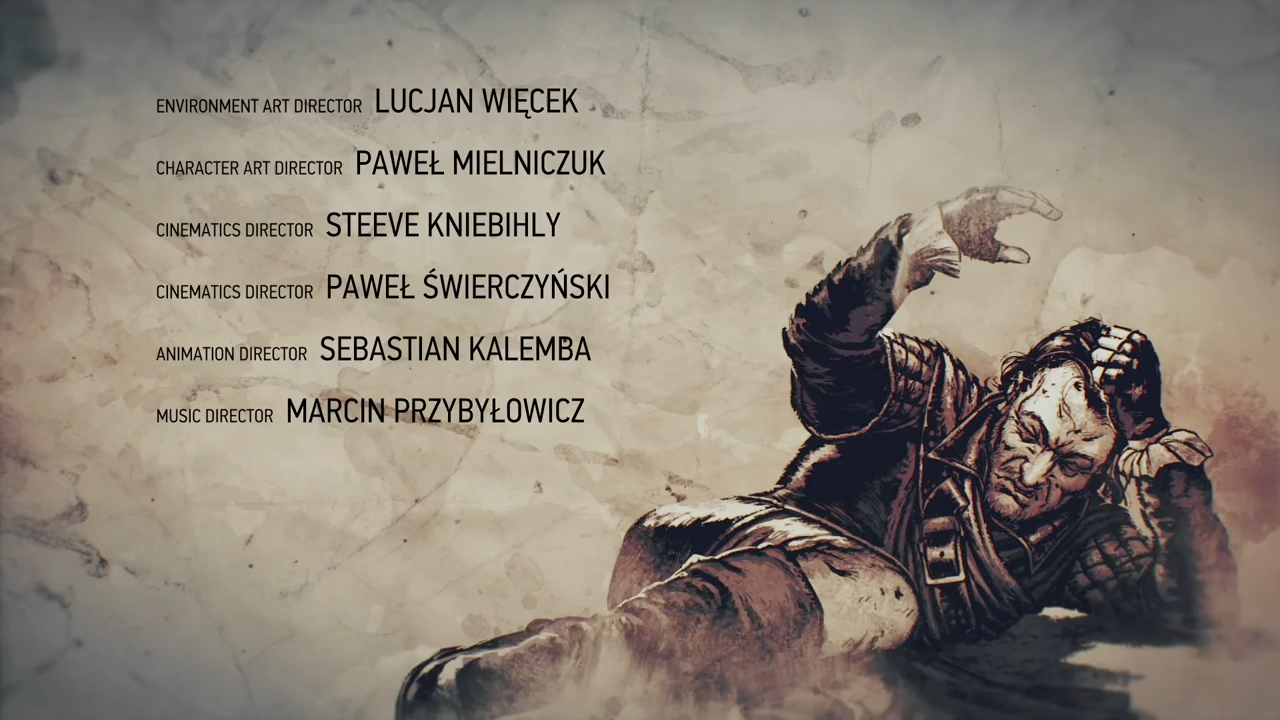 ENVIRONMENT ART DIRECTOR LUCJAN WIĘCEK
CHARACTER ART DIRECTOR PAWEŁ MIELNICZUK
CINEMATICS DIRECTOR STEEVE KNIEBIHLY
CINEMATICS DIRECTOR PAWEŁ ŚWIERCZYŃSKI
ANIMATION DIRECTOR SEBASTIAN KALEMBA
MUSIC DIRECTOR MARCIN PRZYBYŁOWICZ